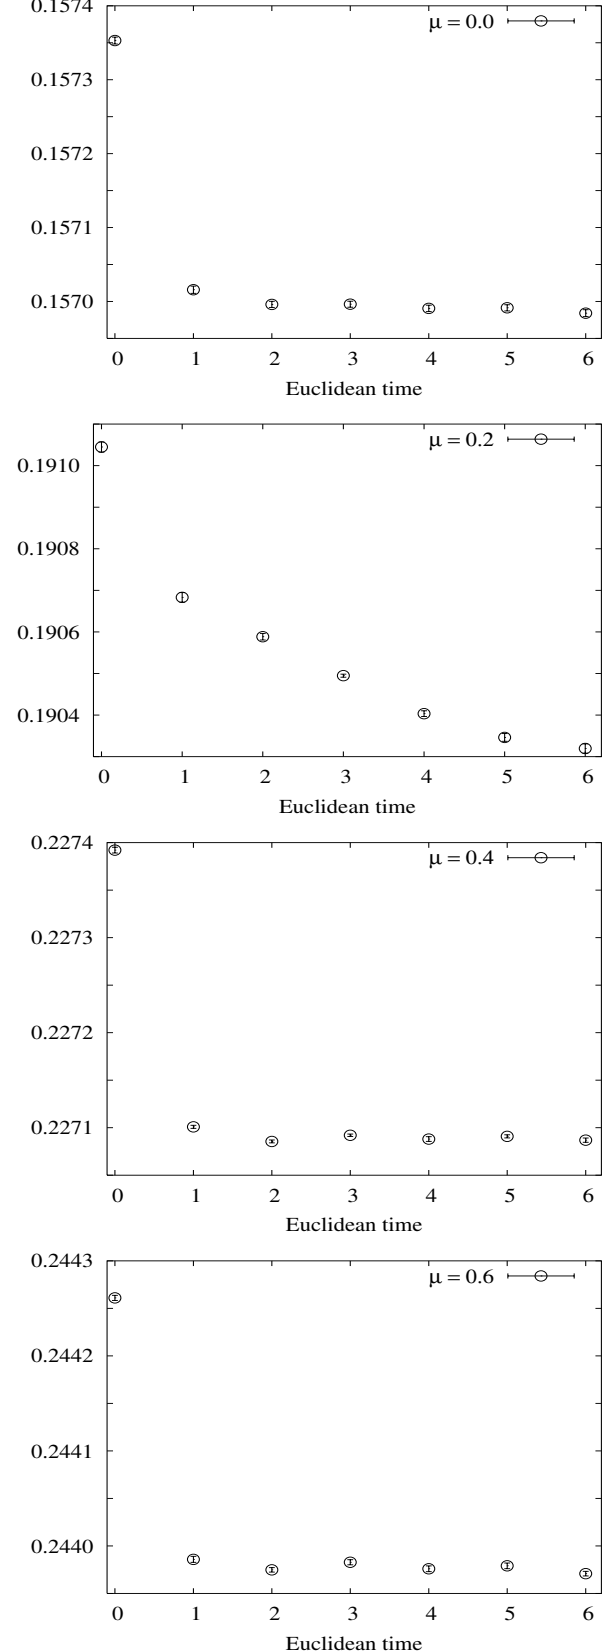 0.1574
μ = 0.0
0.1573
0.1572
0.1571
0.1570
0 1 2 3 4 5 6
Euclidean time
μ = 0.2
0.1910
0.1908
0.1906
0.1904
0 1 2 3 4 5 6
Euclidean time
0.2274
μ = 0.4
0.2273
0.2272
0.2271
0 1 2 3 4 5 6
Euclidean time
0.2443
μ = 0.6
0.2442
0.2441
0.2440
0 1 2 3 4 5 6
Euclidean time